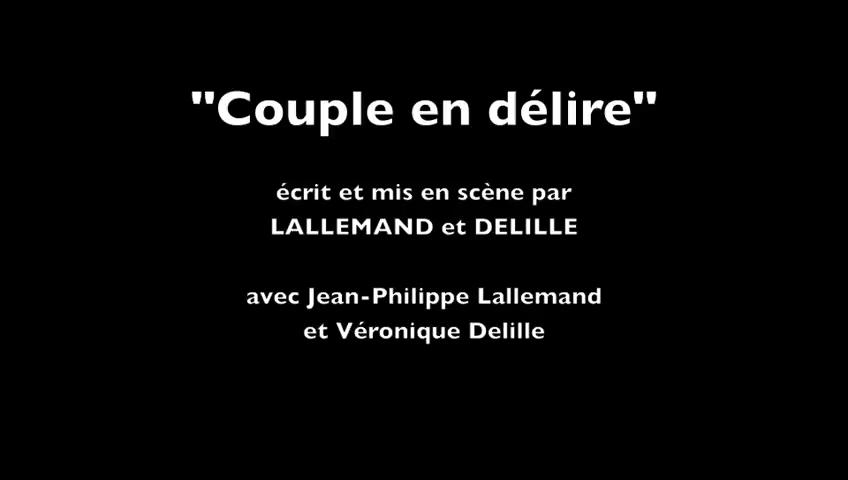 "Couple en délire"
écrit et mis en scène par
LALLEMAND et DELILLE
avec Jean-Philippe Lallemand
et Véronique Delille